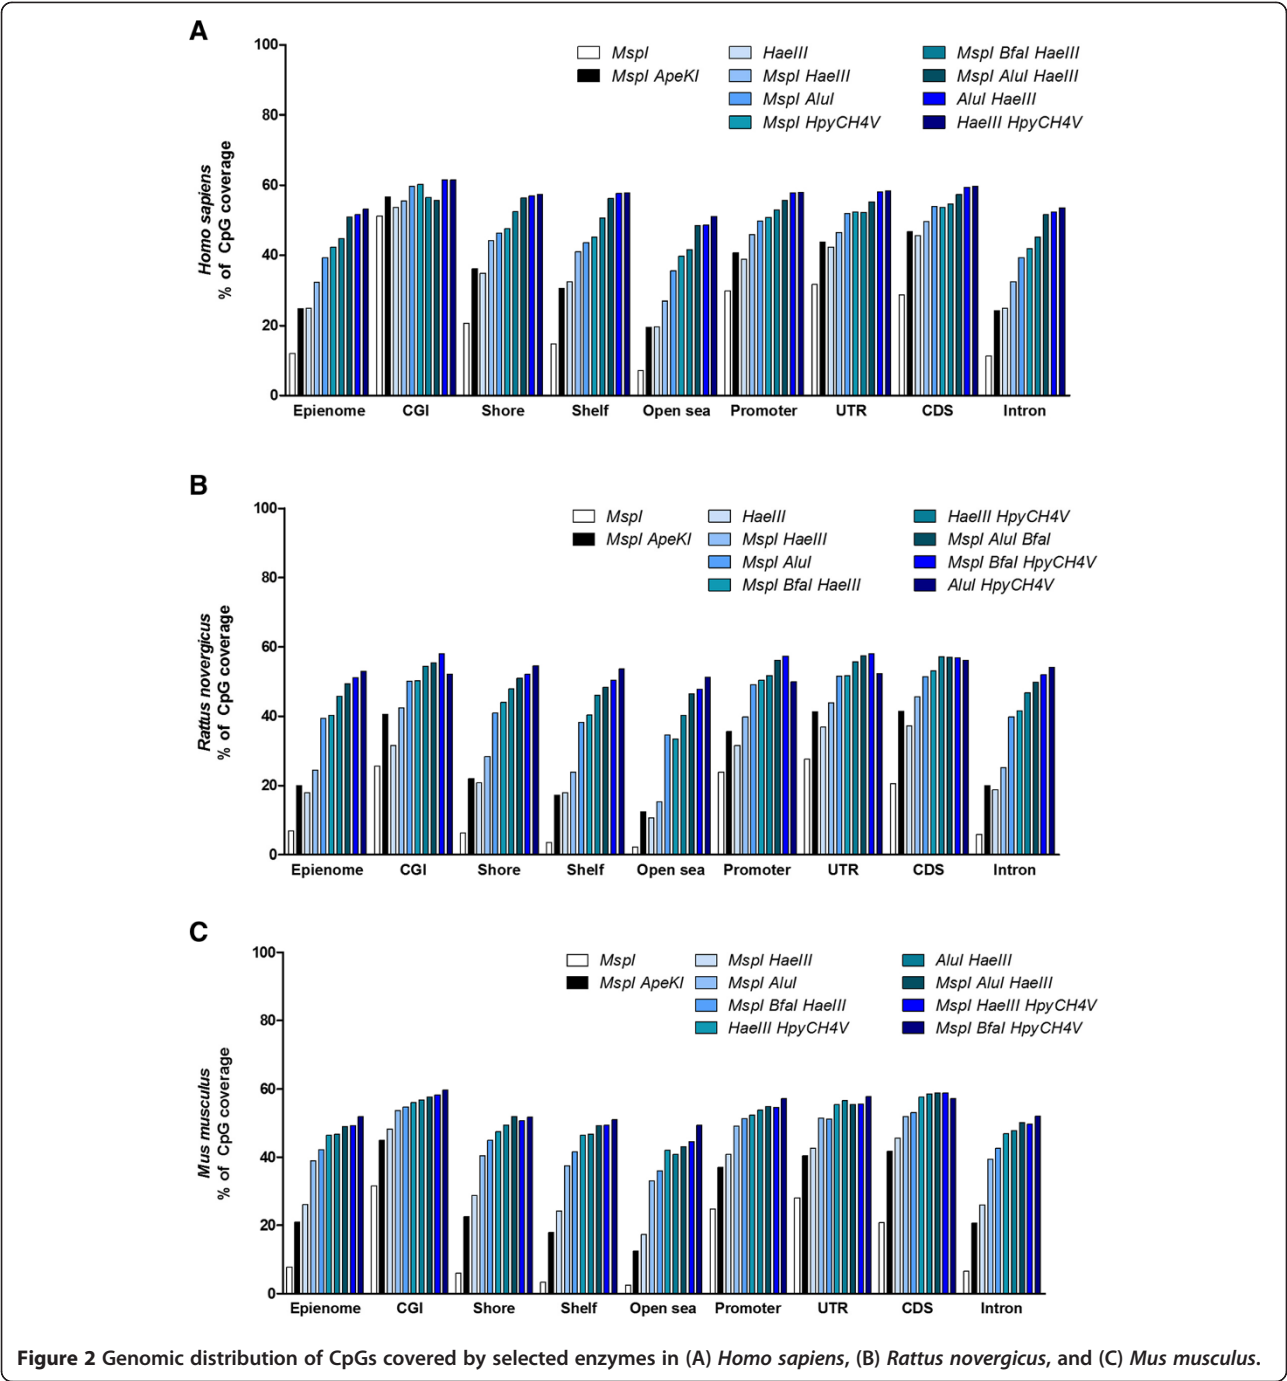 A
Homo sapiens
% of CpG coverage
100
80
60
40
20
0
MspI
MspI ApeKI
HaeIII
MspI HaeIII
MspI AluI
MspI HpyCH4V
MspI BfaI HaeIII
MspI AluI HaeIII
AluI HaeIII
HaeIII HpyCH4V
Epienome CGI Shore Shelf Open sea Promoter UTR CDS Intron
B
Rattus novergicus
% of CpG coverage
100
80
60
40
20
0
MspI
MspI ApeKI
HaeIII
MspI HaeIII
MspI AluI
MspI BfaI HaeIII
HaeIII HpyCH4V
MspI AluI BfaI
MspI BfaI HpyCH4V
AluI HpyCH4V
Epienome CGI Shore Shelf Open sea Promoter UTR CDS Intron
C
Mus musculus
% of CpG coverage
100
80
60
40
20
0
MspI
MspI ApeKI
MspI HaeIII
MspI AluI
MspI BfaI HaeIII
HaeIII HpyCH4V
AluI HaeIII
MspI AluI HaeIII
MspI HaeIII HpyCH4V
MspI BfaI HpyCH4V
Epienome CGI Shore Shelf Open sea Promoter UTR CDS Intron
Figure 2 Genomic distribution of CpGs covered by selected enzymes in (A) Homo sapiens, (B) Rattus novergicus, and (C) Mus musculus.